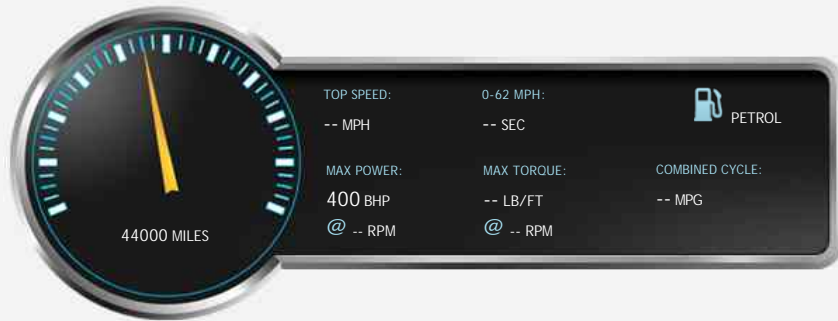 TOP SPEED:
-- MPH
0-62 MPH:
-- SEC
PETROL
MAX POWER:
400 BHP
@ -- RPM
MAX TORQUE:
-- LB/FT
@ -- RPM
COMBINED CYCLE:
-- MPG
44000 MILES